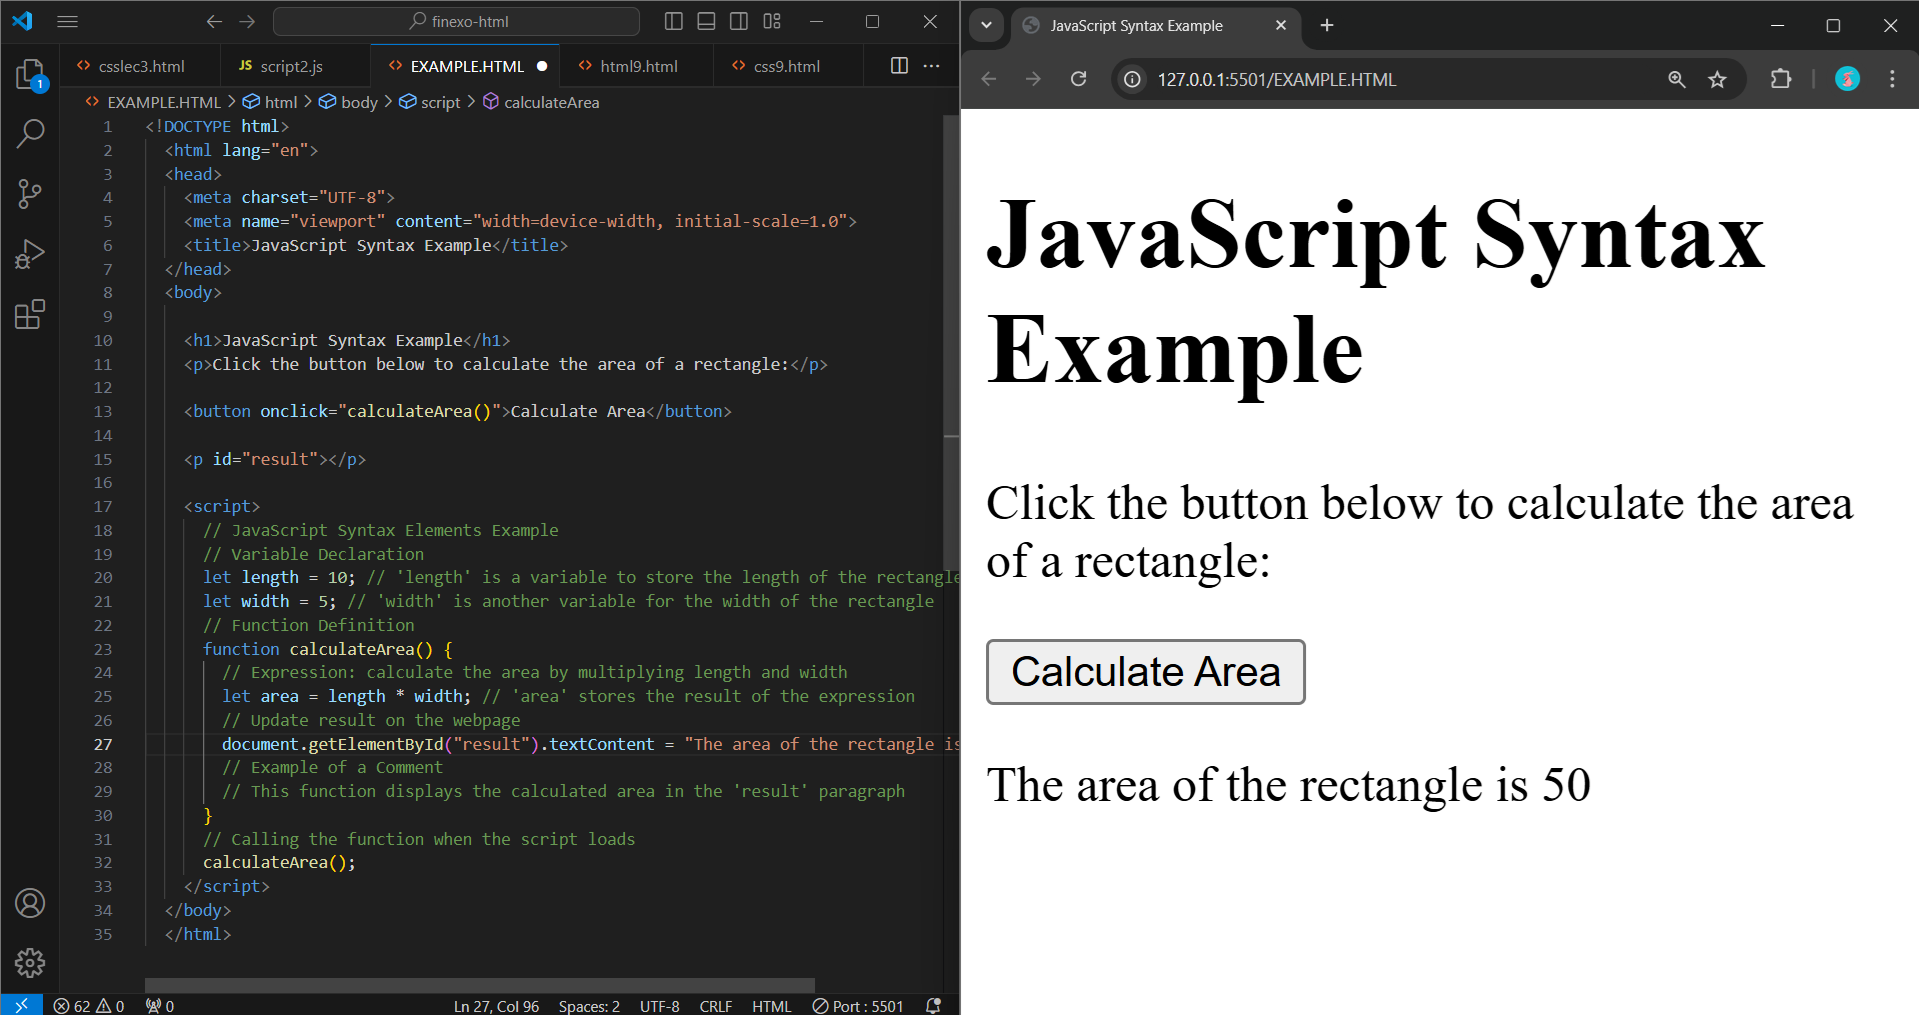 finexo-html
csslec3.html
JS script2.js
EXAMPLE.HTML
html9.html
css9.html
EXAMPLE.HTML > html > body > script > calculateArea
1 <!DOCTYPE html>
2 <html lang="en">
3 <head>
4 <meta charset="UTF-8">
5 <meta name="viewport" content="width=device-width, initial-scale=1.0">
6 <title>JavaScript Syntax Example</title>
7 </head>
8 <body>
9
10 <h1>JavaScript Syntax Example</h1>
11 <p>Click the button below to calculate the area of a rectangle:</p>
12
13 <button onclick="calculateArea()">Calculate Area</button>
14
15 <p id="result"></p>
16
17 <script>
18 // JavaScript Syntax Elements Example
19 // Variable Declaration
20 let length = 10; // 'length' is a variable to store the length of the rectangle
21 let width = 5; // 'width' is another variable for the width of the rectangle
22 // Function Definition
23 function calculateArea() {
24 // Expression: calculate the area by multiplying length and width
25 let area = length * width; // 'area' stores the result of the expression
26 // Update result on the webpage
27 document.getElementById("result").textContent = "The area of the rectangle is
28 // Example of a Comment
29 // This function displays the calculated area in the 'result' paragraph
30 }
31 // Calling the function when the script loads
32 calculateArea();
33 </script>
34 </body>
35 </html>
1
62 0 0 Ln 27, Col 96 Spaces: 2 UTF-8 CRLF HTML Port : 5501
JavaScript Syntax Example
127.0.0.1:5501/EXAMPLE.HTML
JavaScript Syntax
Example
Click the button below to calculate the area
of a rectangle:
Calculate Area
The area of the rectangle is 50